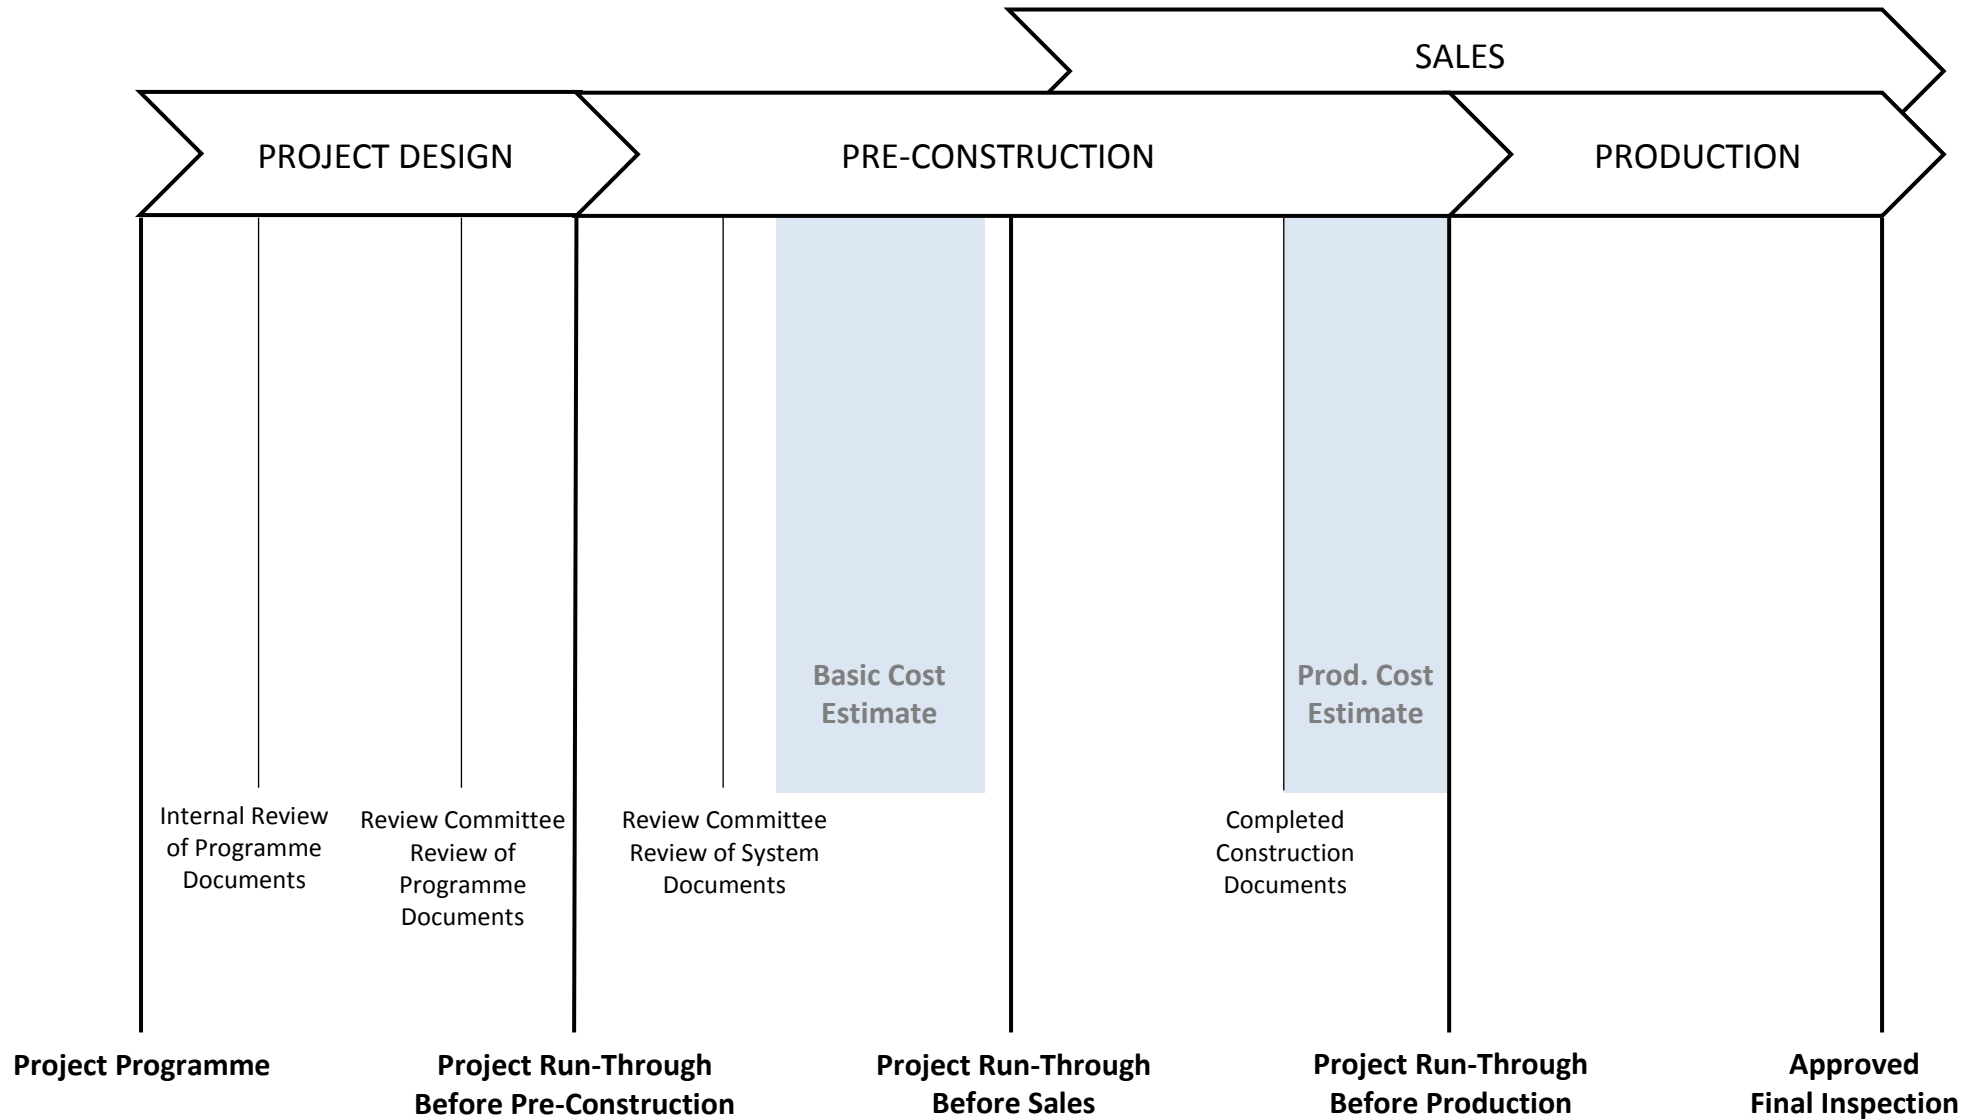 SALES
PROJECT DESIGN
PRE-CONSTRUCTION
PRODUCTION
Basic Cost
Estimate
Prod. Cost
Estimate
Internal Review
of Programme
Documents
Review Committee
Review of
Programme
Documents
Review Committee
Review of System
Documents
Completed
Construction
Documents
Project Programme
Project Run-Through
Before Pre-Construction
Project Run-Through
Before Sales
Project Run-Through
Before Production
Approved
Final Inspection